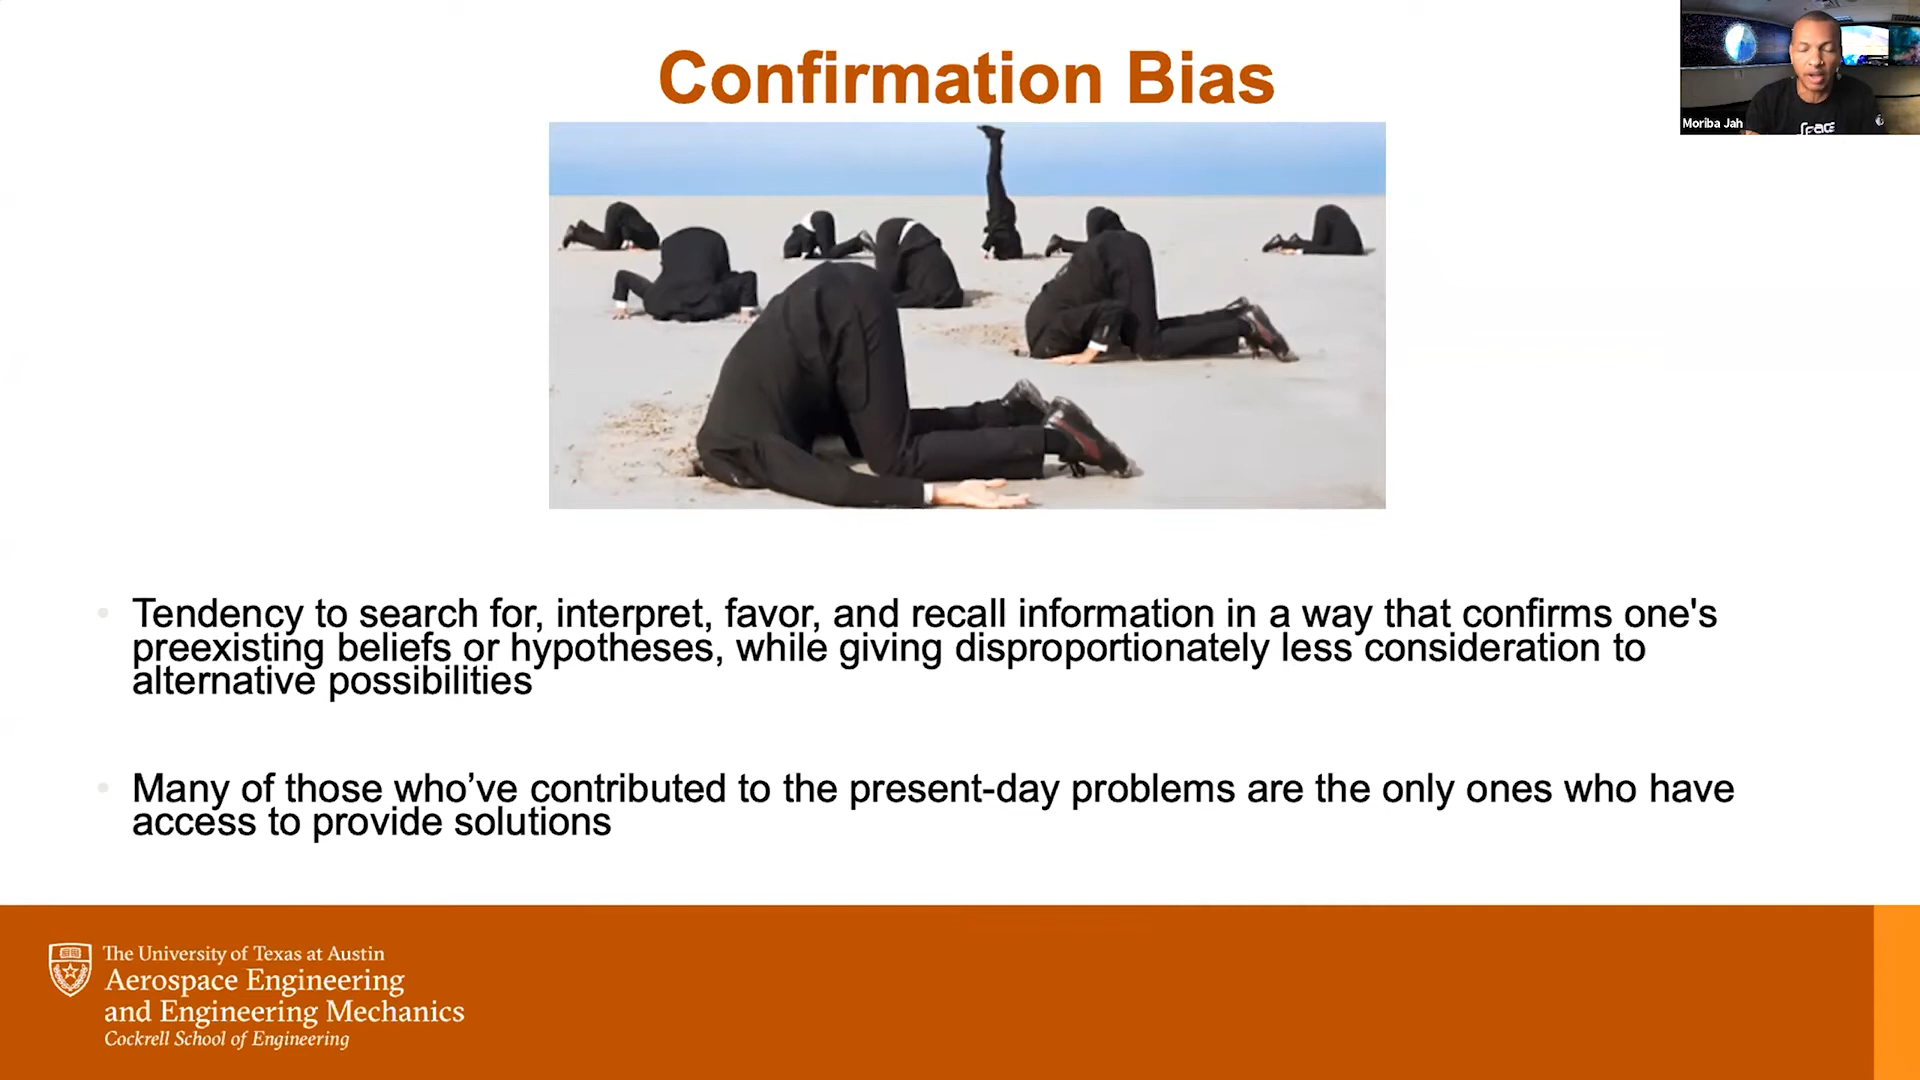 Confirmation Bias
Moriba Jah
Tendency to search for, interpret, favor, and recall information in a way that confirms one's
preexisting beliefs or hypotheses, while giving disproportionately less consideration to
alternative possibilities
Many of those who’ve contributed to the present-day problems are the only ones who have
access to provide solutions
The University of Texas at Austin
Aerospace Engineering
and Engineering Mechanics
Cockrell School of Engineering